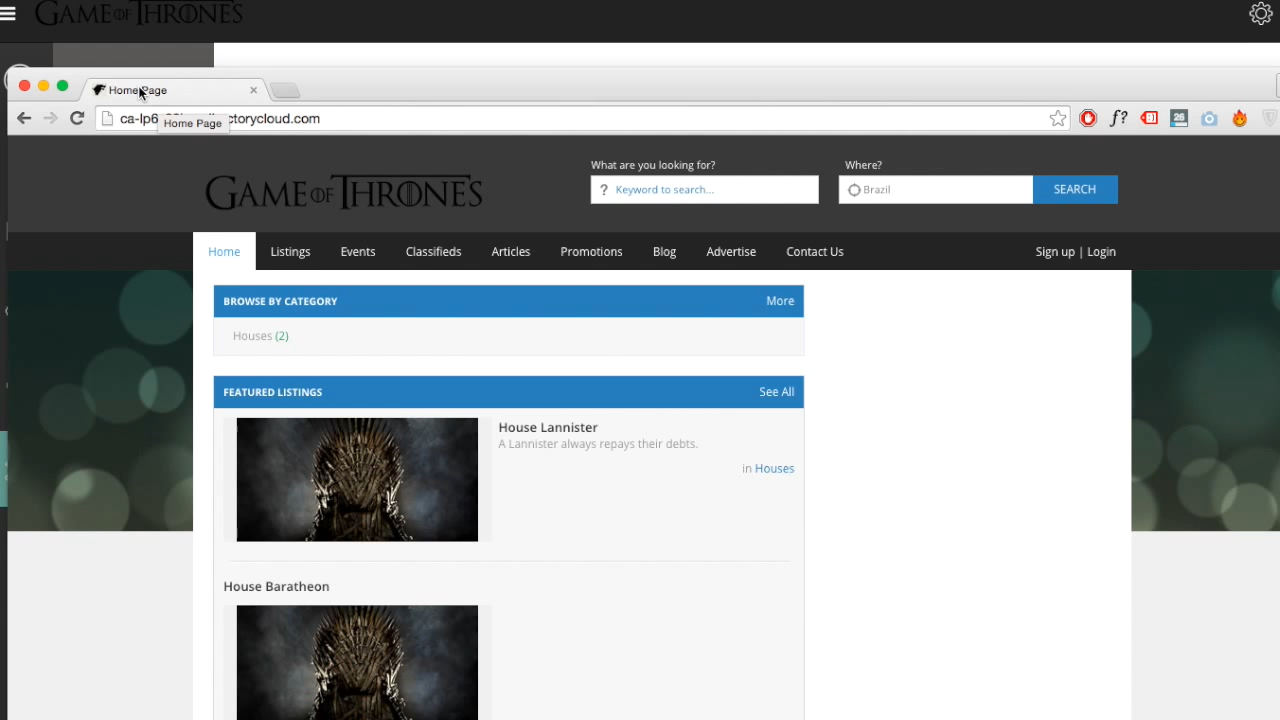 GAME OF THRONES
Home Page
ca-lp6
ctorycloud.com
Home Page
26
f?
GAME OF THRONES
What are you looking for?
Where?
? Keyword to search...
Brazil
SEARCH
Home
Listings
Events
Classifieds
Articles
Promotions
Blog
Advertise
Contact Us
Sign up | Login
BROWSE BY CATEGORY
More
Houses (2)
FEATURED LISTINGS
See All
House Lannister
A Lannister always repays their debts.
in Houses
House Baratheon